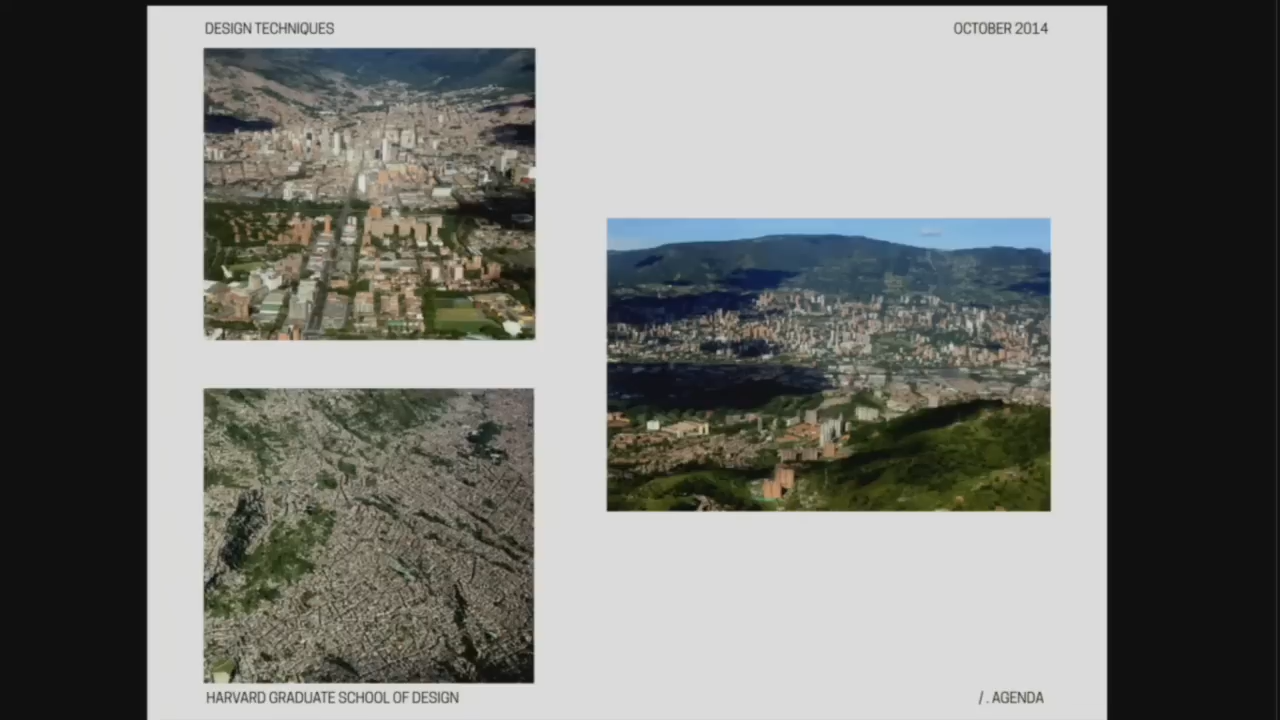 DESIGN TECHNIQUES
OCTOBER 2014
HARVARD GRADUATE SCHOOL OF DESIGN
/ . AGENDA